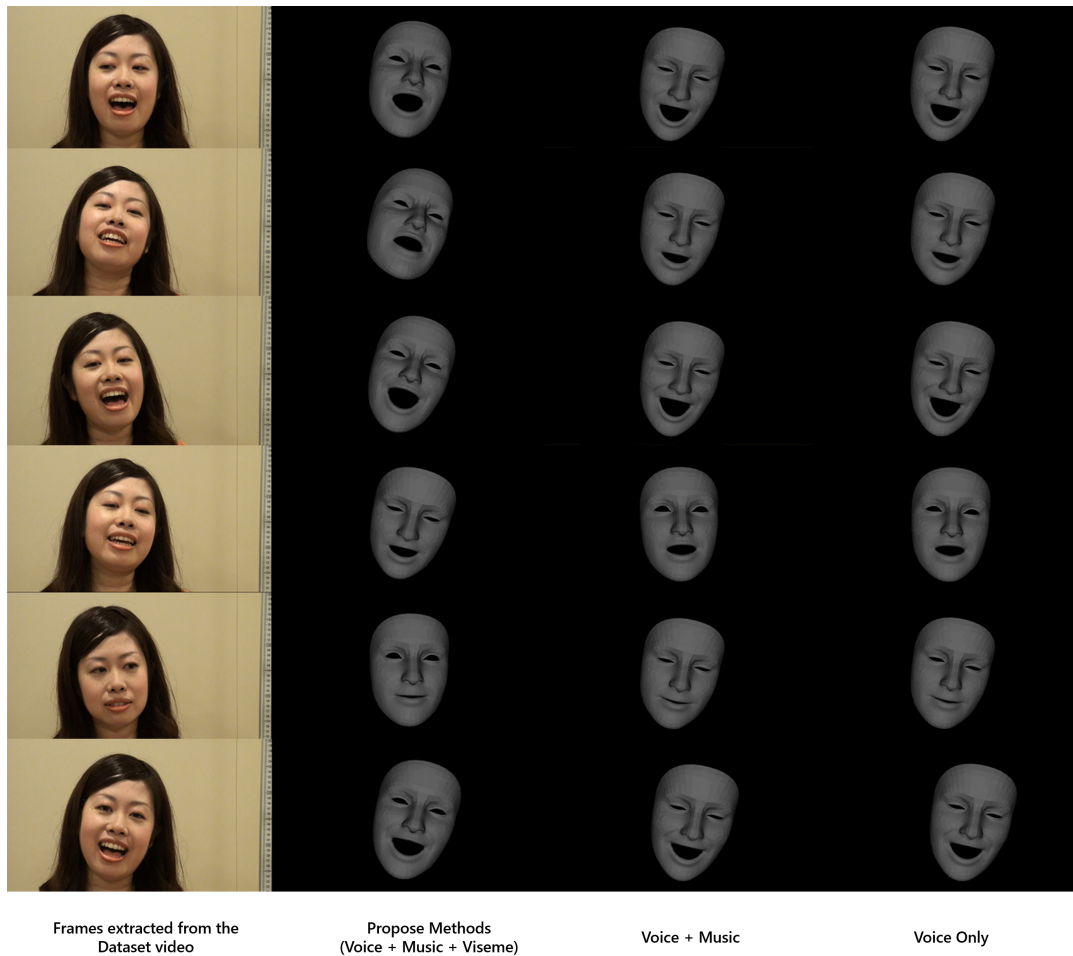 Frames extracted from the
Dataset video
Propose Methods
(Voice + Music + Viseme)
Voice + Music
Voice Only